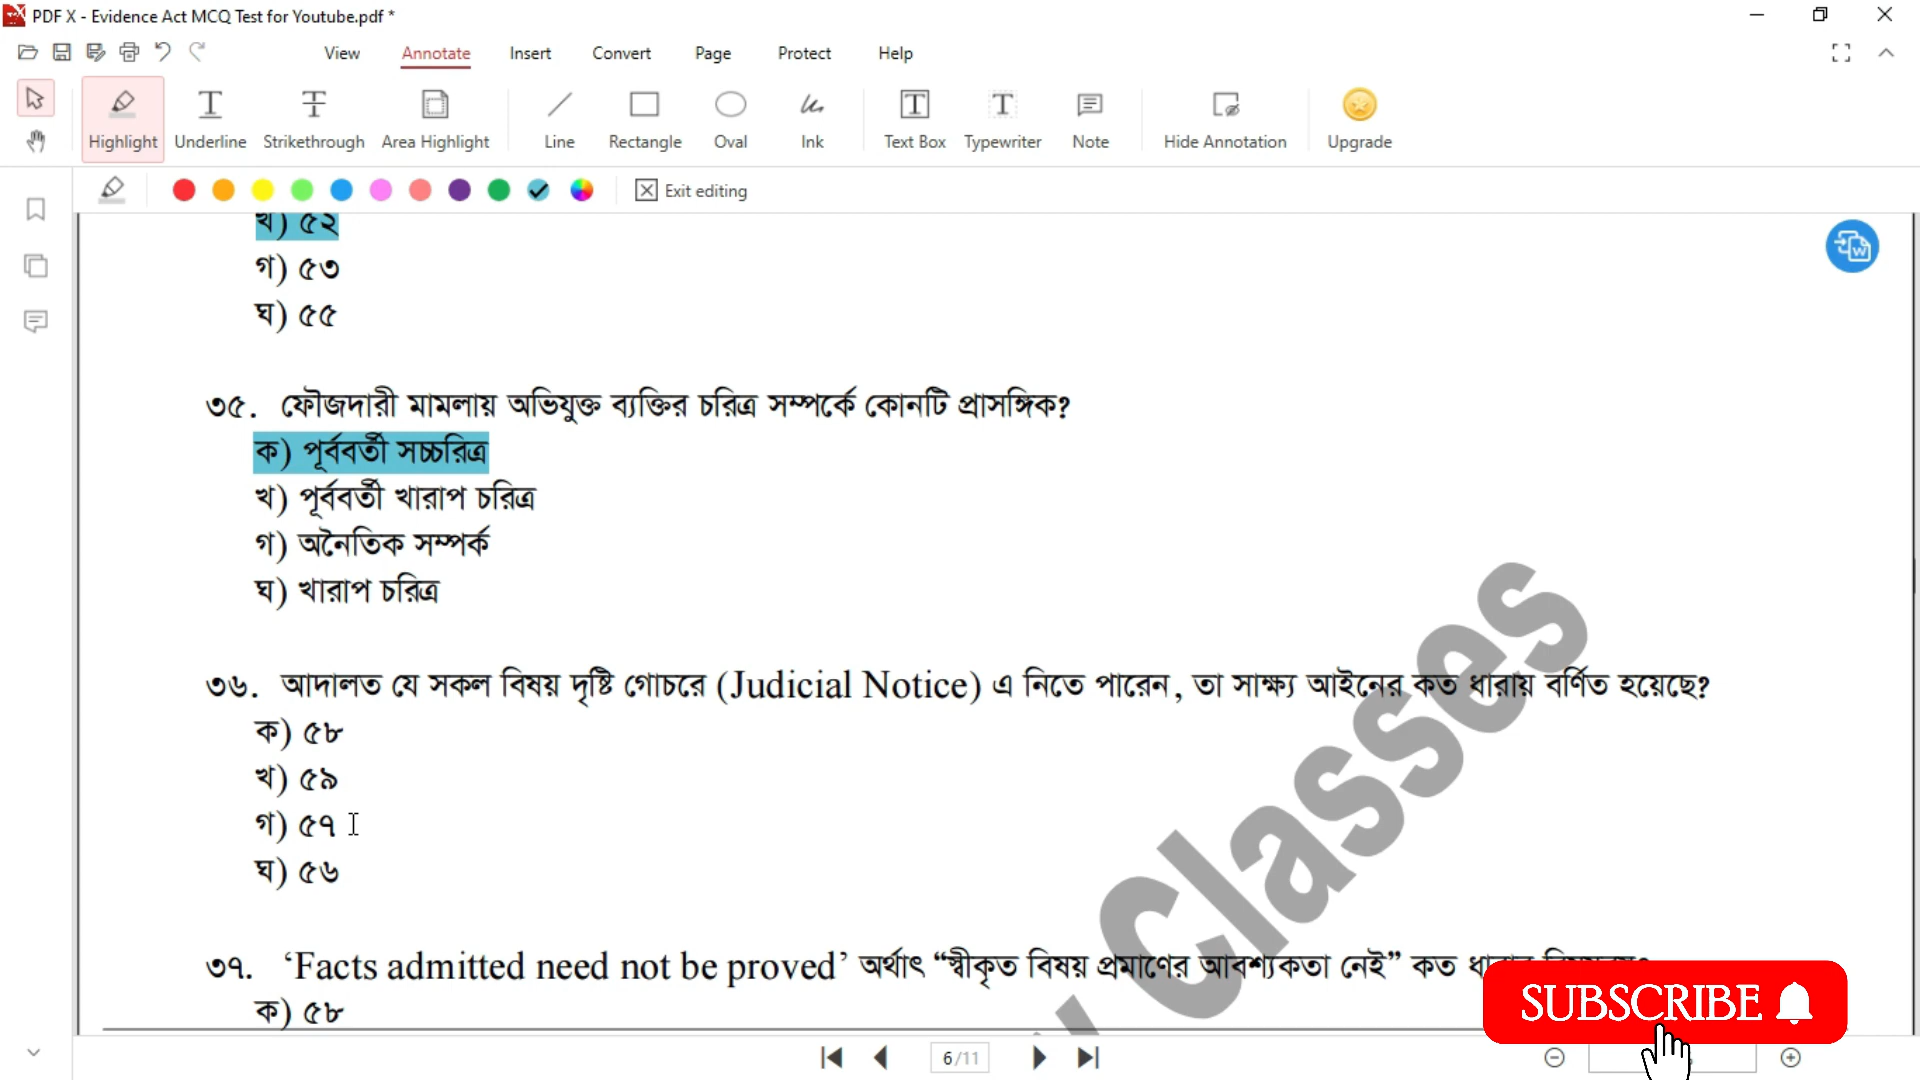 PDF X - Evidence Act MCQ Test for Youtube.pdf *
View Annotate Insert Convert Page Protect Help
Highlight Underline Strikethrough Area Highlight Line Rectangle Oval Ink Text Box Typewriter Note Hide Annotation Upgrade
Exit editing
খ) ৫২
গ) ৫৩
ঘ) ৫৫
৩৫. ফৌজদারী মামলায় অভিযুক্ত ব্যক্তির চরিত্র সম্পর্কে কোনটি প্রাসঙ্গিক?
ক) পূর্ববর্তী সচ্চরিত্র
খ) পূর্ববর্তী খারাপ চরিত্র
গ) অনৈতিক সম্পর্ক
ঘ) খারাপ চরিত্র
৩৬. আদালত যে সকল বিষয় দৃষ্টি গোচরে (Judicial Notice) এ নিতে পারেন, তা সাক্ষ্য আইনের কত ধারায় বর্ণিত হয়েছে?
ক) ৫৮
খ) ৫৯
গ) ৫৭
ঘ) ৫৬
৩৭. ‘Facts admitted need not be proved’ অর্থাৎ “স্বীকৃত বিষয় প্রমাণের আবশ্যকতা নেই” কত
ক) ৫৮
Classes
SUBSCRIBE
6 /11